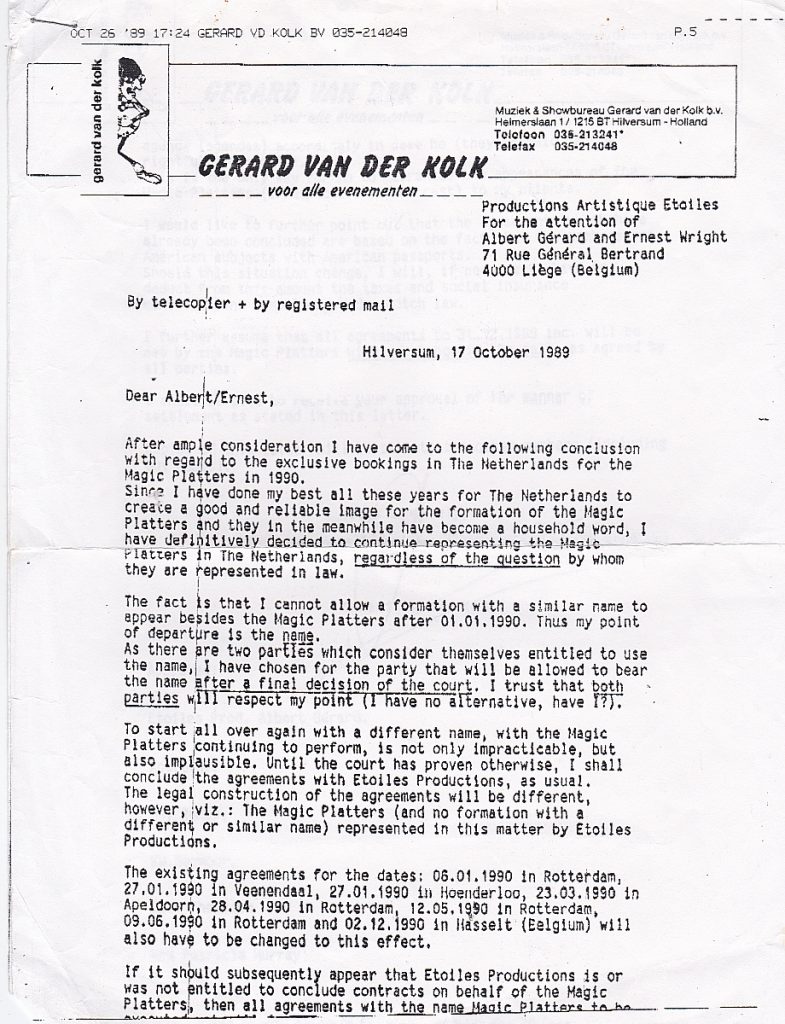 OCT 26 '89 17:24 GERARD VD KOLK BV 035-214048 P.5
gerard van der kolk
Muziek & Showbureau Gerard van der Kolk b.v.
Helmerslaan 1 / 1215 BT Hilversum - Holland
Telefoon 035-213241*
Telefax 035-214048
GERARD VAN DER KOLK
voor alle evenementen
Productions Artistique Etoiles
For the attention of
Albert Gérard and Ernest Wright
71 Rue Général Bertrand
4000 Liège (Belgium)
By telecopier + by registered mail
Hilversum, 17 October 1989
Dear Albert/Ernest,
After ample consideration I have come to the following conclusion
with regard to the exclusive bookings in The Netherlands for the
Magic Platters in 1990.
Since I have done my best all these years for The Netherlands to
create a good and reliable image for the formation of the Magic
Platters and they in the meanwhile have become a household word, I
have definitively decided to continue representing the Magic
Platters in The Netherlands, regardless of the question by whom
they are represented in law.
The fact is that I cannot allow a formation with a similar name to
appear besides the Magic Platters after 01.01.1990. Thus my point
of departure is the name.
As there are two parties which consider themselves entitled to use
the name, I have chosen for the party that will be allowed to bear
the name after a final decision of the court. I trust that both
parties will respect my point (I have no alternative, have I?).
To start all over again with a different name, with the Magic
Platters continuing to perform, is not only impracticable, but
also implausible. Until the court has proven otherwise, I shall
conclude the agreements with Etoiles Productions, as usual.
The legal construction of the agreements will be different,
however, viz.: The Magic Platters (and no formation with a
different or similar name) represented in this matter by Etoiles
Productions.
The existing agreements for the dates: 06.01.1990 in Rotterdam,
27.01.1990 in Veenendaal, 27.01.1990 in Hoenderloo, 23.03.1990 in
Apeldoorn, 28.04.1990 in Rotterdam, 12.05.1990 in Rotterdam,
09.06.1990 in Rotterdam and 02.12.1990 in Hasselt (Belgium) will
also have to be changed to this effect.
If it should subsequently appear that Etoiles Productions is or
was not entitled to conclude contracts on behalf of the Magic
Platters, then all agreements with the name Magic Platters to be